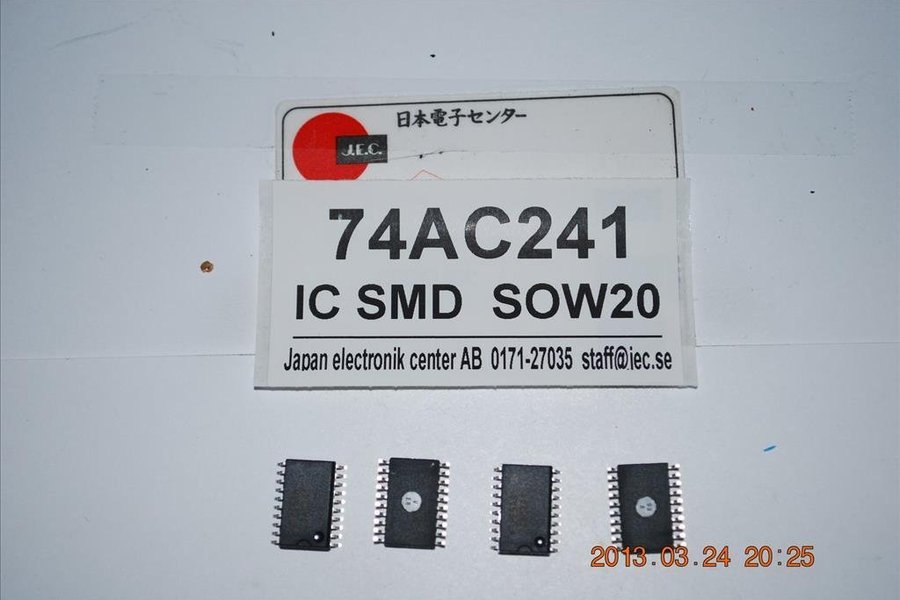 日本電子センター
J.E.C.
74AC241
IC SMD SOW20
Japan electronik center AB 0171-27035 staff@jec.se
2013.03.24 20:25